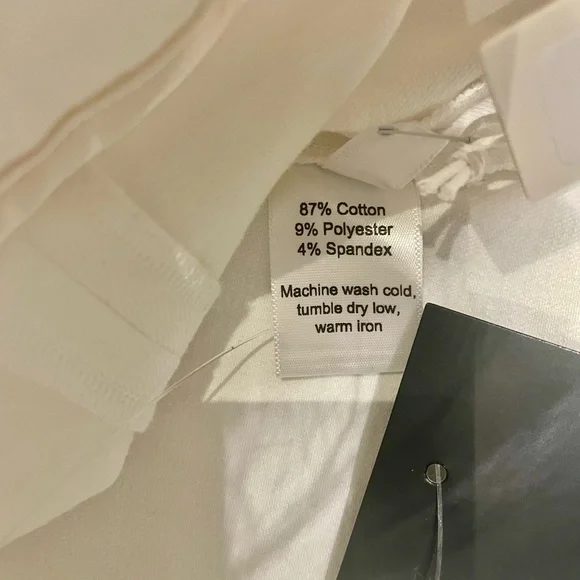 87% Cotton
9% Polyester
4% Spandex
Machine wash cold,
tumble dry low,
warm iron